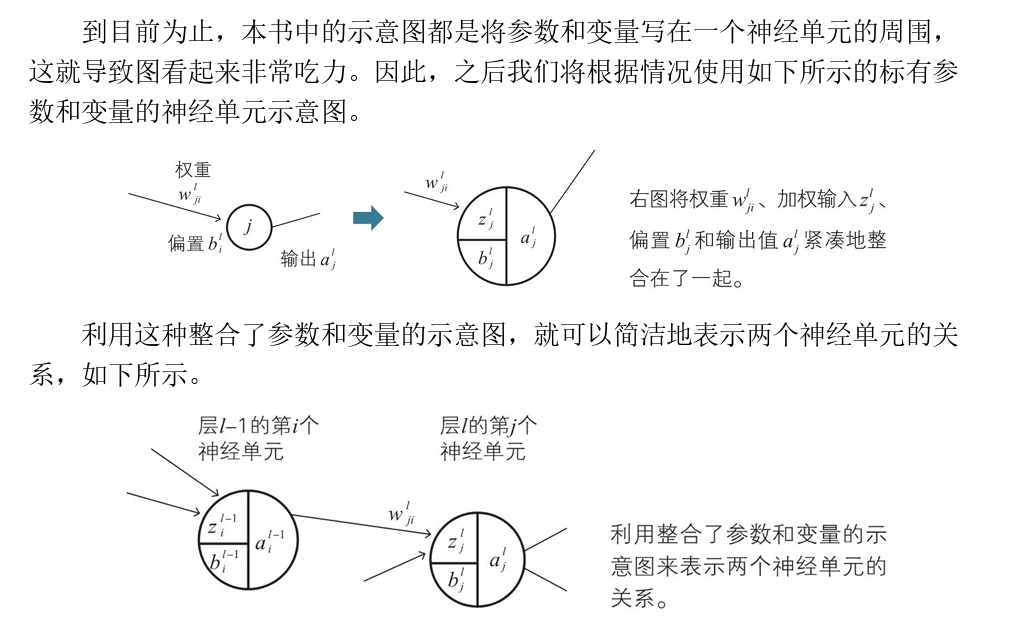 到目前为止，本书中的示意图都是将参数和变量写在一个神经单元的周围，
这就导致图看起来非常吃力。因此，之后我们将根据情况使用如下所示的标有参
数和变量的神经单元示意图。
权重
w_{ji}^{l}
偏置 b_{i}^{l}
j
输出 a_{j}^{l}
w_{ji}^{l}
z_{j}^{l}
b_{j}^{l}
a_{j}^{l}
右图将权重 w_{ji}^{l}、加权输入 z_{j}^{l}、
偏置 b_{j}^{l} 和输出值 a_{j}^{l} 紧凑地整
合在了一起。
利用这种整合了参数和变量的示意图，就可以简洁地表示两个神经单元的关
系，如下所示。
层l–1的第i个
神经单元
层l的第j个
神经单元
z_{i}^{l–1}
b_{i}^{l–1}
a_{i}^{l–1}
w_{ji}^{l}
z_{j}^{l}
b_{j}^{l}
a_{j}^{l}
利用整合了参数和变量的示
意图来表示两个神经单元的
关系。